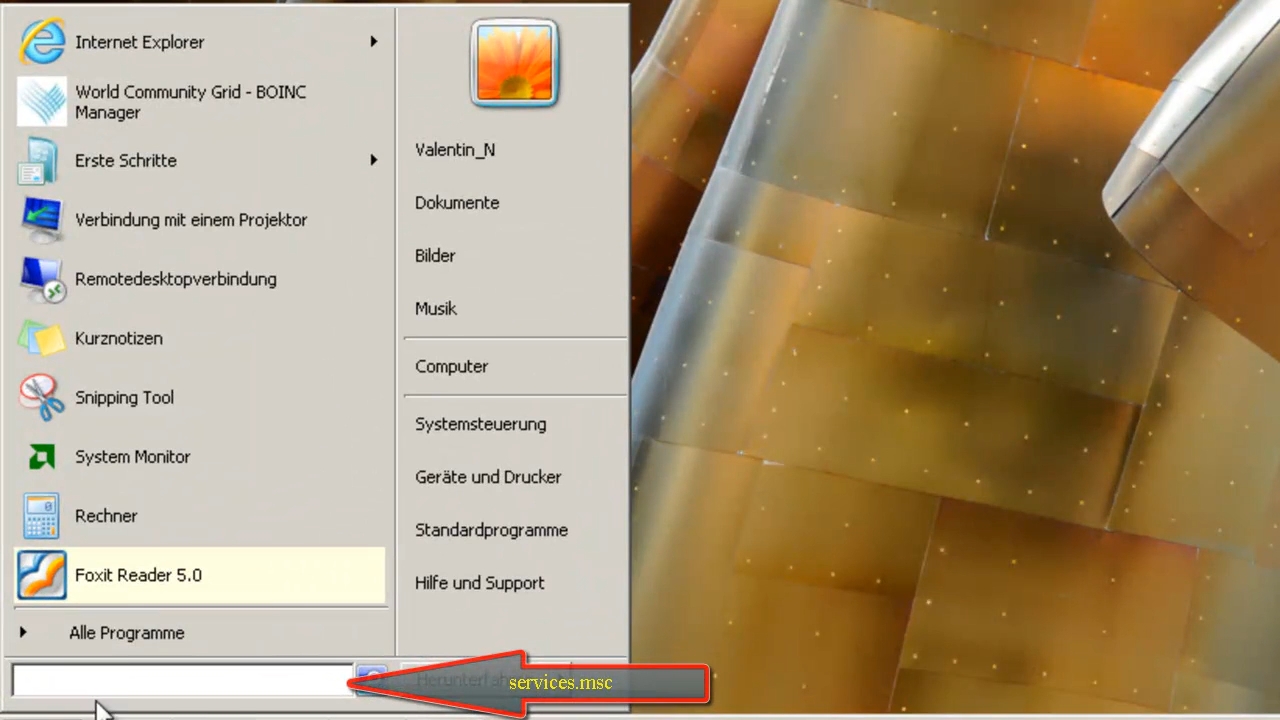 Internet Explorer
World Community Grid - BOINC
Manager
Erste Schritte
Verbindung mit einem Projektor
Remotedesktopverbindung
Kurznotizen
Snipping Tool
System Monitor
Rechner
Foxit Reader 5.0
Alle Programme
Valentin_N
Dokumente
Bilder
Musik
Computer
Systemsteuerung
Geräte und Drucker
Standardprogramme
Hilfe und Support
services.msc